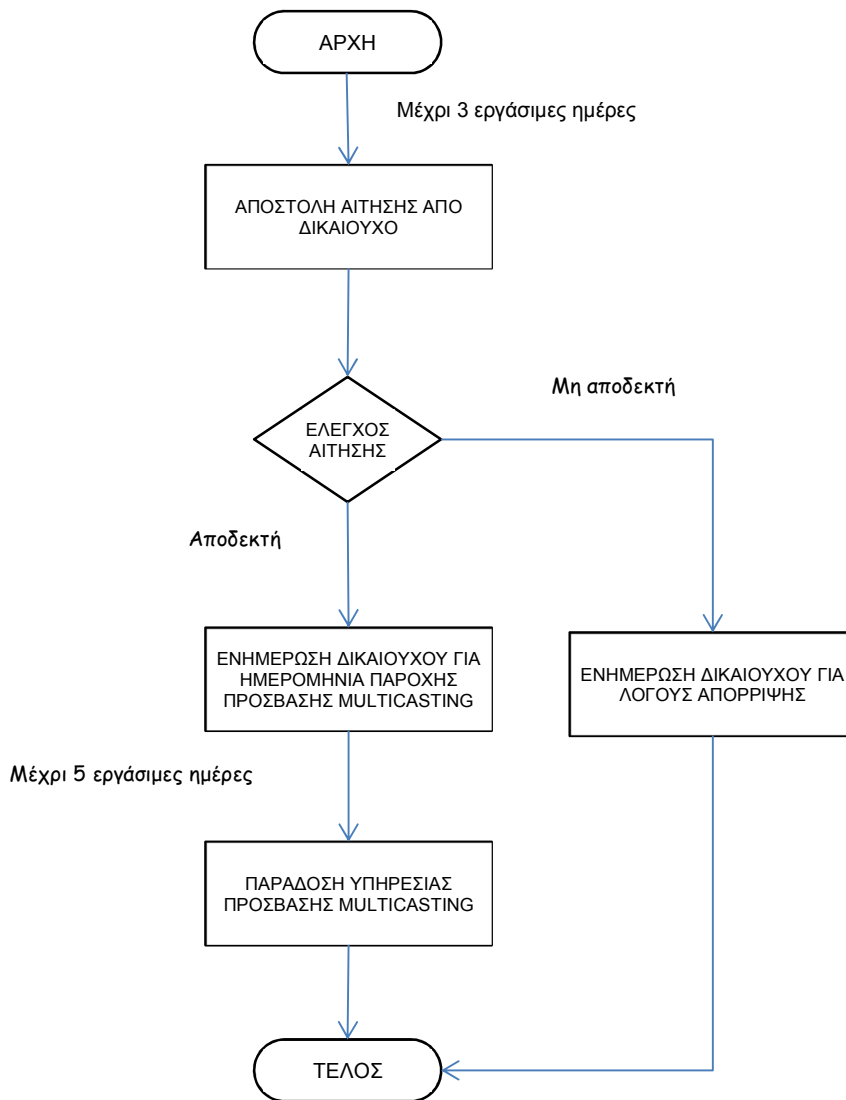 ΑΡΧΗ
Μέχρι 3 εργάσιμες ημέρες
ΑΠΟΣΤΟΛΗ ΑΙΤΗΣΗΣ ΑΠΟ
ΔΙΚΑΙΟΥΧΟ
Μη αποδεκτή
ΕΛΕΓΧΟΣ
ΑΙΤΗΣΗΣ
Αποδεκτή
ΕΝΗΜΕΡΩΣΗ ΔΙΚΑΙΟΥΧΟΥ ΓΙΑ
ΗΜΕΡΟΜΗΝΙΑ ΠΑΡΟΧΗΣ
ΠΡΟΣΒΑΣΗΣ MULTICASTING
ΕΝΗΜΕΡΩΣΗ ΔΙΚΑΙΟΥΧΟΥ ΓΙΑ
ΛΟΓΟΥΣ ΑΠΟΡΡΙΨΗΣ
Μέχρι 5 εργάσιμες ημέρες
ΠΑΡΑΔΟΣΗ ΥΠΗΡΕΣΙΑΣ
ΠΡΟΣΒΑΣΗΣ MULTICASTING
ΤΕΛΟΣ